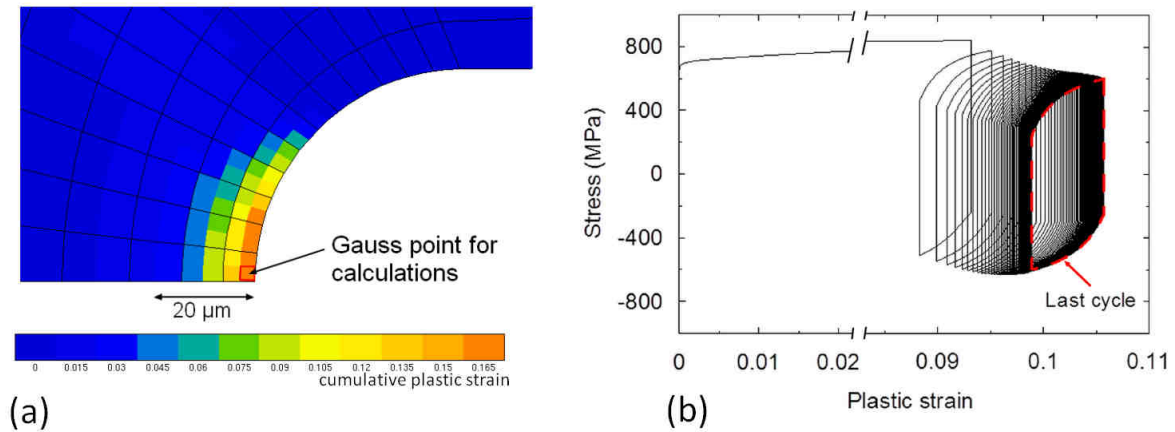 Gauss point for
calculations
20 µm
0 0.015 0.03 0.045 0.06 0.075 0.09 0.105 0.12 0.135 0.15 0.165
cumulative plastic strain
(a)
800
400
0
-400
-800
Stress (MPa)
Last cycle
0 0.01 0.02 0.09 0.1 0.11
Plastic strain
(b)